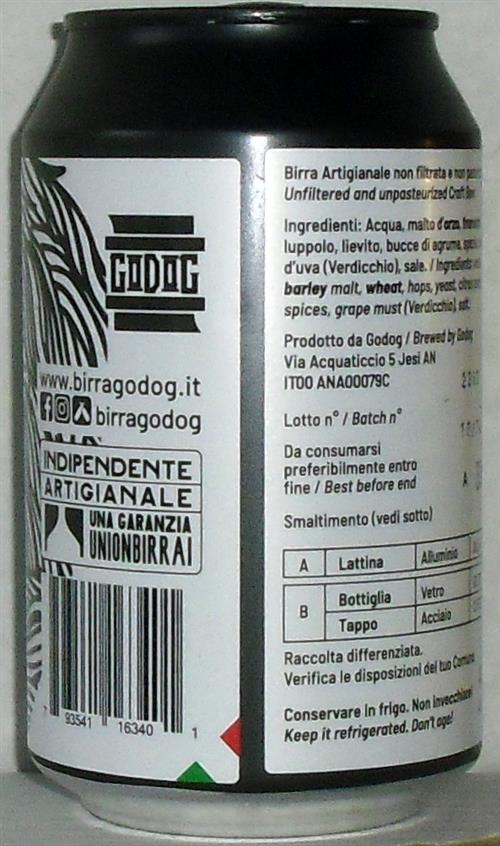 GODOG
www.birragodog.it
birragodog
INDIPENDENTE
ARTIGIANALE
UNA GARANZIA
UNIONBIRRAI
7 93541 16340 1
Birra Artigianale non filtrata e non
Unfiltered and unpasteurized Craft
Ingredienti: Acqua, malto d'orzo,
luppolo, lievito, bucce di agrume,
d'uva (Verdicchio), sale. / Ingredients:
barley malt, wheat, hops, yeast,
spices, grape must (Verdicchio), salt.
Prodotto da Godog / Brewed by Godog
Via Acquaticcio 5 Jesi AN
IT00 ANA00079C
Lotto n° / Batch n°
Da consumarsi
preferibilmente entro
fine / Best before end
Smaltimento (vedi sotto)
A Lattina Alluminio
B Bottiglia Vetro
Tappo Acciaio
Raccolta differenziata.
Verifica le disposizioni del tuo Comune
Conservare in frigo. Non invecchiare!
Keep it refrigerated. Don't age!